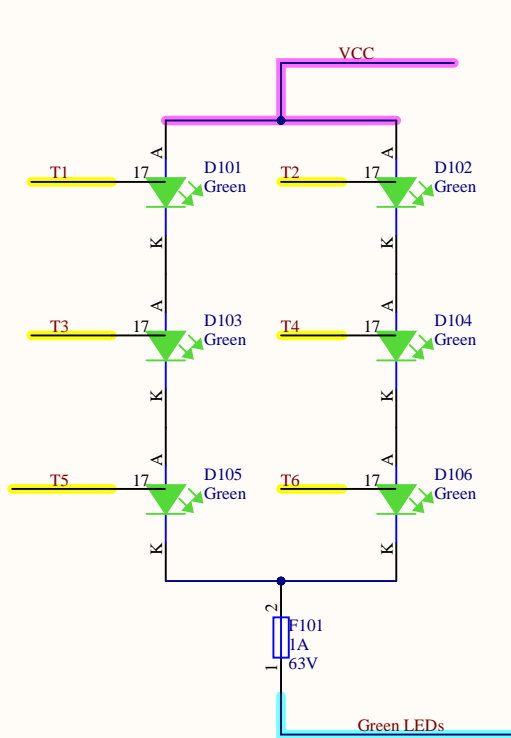 VCC
A
A
T1
17
D101
Green
T2
17
D102
Green
K
K
A
A
T3
17
D103
Green
T4
17
D104
Green
K
K
A
A
T5
17
D105
Green
T6
17
D106
Green
K
K
2
F101
1A
63V
1
Green LEDs